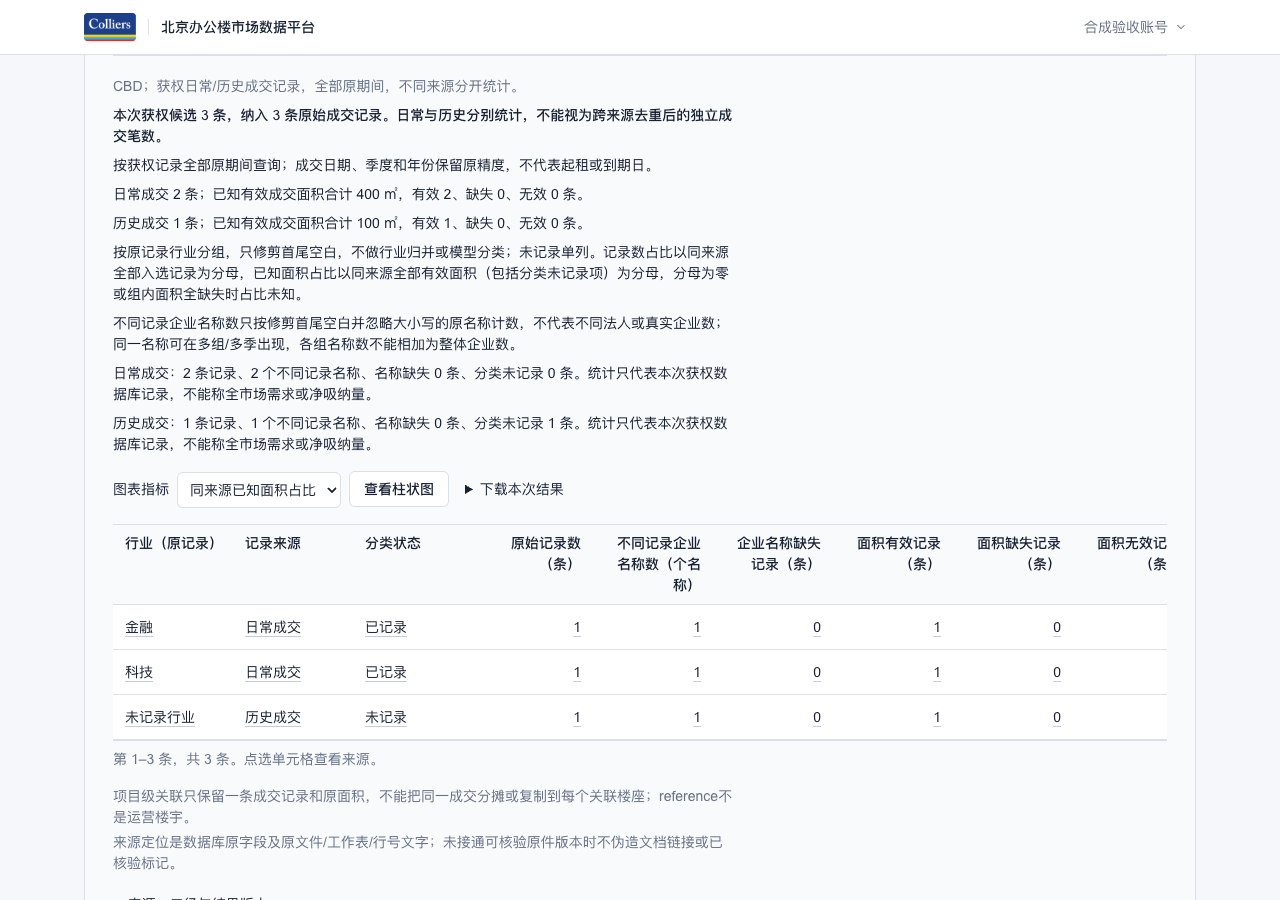 Colliers
北京办公楼市场数据平台
合成验收账号
CBD；获权日常/历史成交记录，全部原期间，不同来源分开统计。
本次获权候选 3 条，纳入 3 条原始成交记录。日常与历史分别统计，不能视为跨来源去重后的独立成
交笔数。
按获权记录全部原期间查询；成交日期、季度和年份保留原精度，不代表起租或到期日。
日常成交 2 条；已知有效成交面积合计 400 ㎡，有效 2、缺失 0、无效 0 条。
历史成交 1 条；已知有效成交面积合计 100 ㎡，有效 1、缺失 0、无效 0 条。
按原记录行业分组，只修剪首尾空白，不做行业归并或模型分类；未记录单列。记录数占比以同来源
全部入选记录为分母，已知面积占比以同来源全部有效面积（包括分类未记录项）为分母，分母为零
或组内面积全缺失时占比未知。
不同记录企业名称数只按修剪首尾空白并忽略大小写的原名称计数，不代表不同法人或真实企业数；
同一名称可在多组/多季出现，各组名称数不能相加为整体企业数。
日常成交：2 条记录、2 个不同记录名称、名称缺失 0 条、分类未记录 0 条。统计只代表本次获权数
据库记录，不能称全市场需求或净吸纳量。
历史成交：1 条记录、1 个不同记录名称、名称缺失 0 条、分类未记录 1 条。统计只代表本次获权数
据库记录，不能称全市场需求或净吸纳量。
图表指标 同来源已知面积占比 查看柱状图 ▶ 下载本次结果
行业（原记录） 记录来源 分类状态 原始记录数（条） 不同记录企业名称数（个名称） 企业名称缺失记录（条） 面积有效记录（条） 面积缺失记录（条） 面积无效记（条
金融 日常成交 已记录 1 1 0 1 0
科技 日常成交 已记录 1 1 0 1 0
未记录行业 历史成交 未记录 1 1 0 1 0
第 1–3 条，共 3 条。点选单元格查看来源。
项目级关联只保留一条成交记录和原面积，不能把同一成交分摊或复制到每个关联楼座；reference不
是运营楼宇。
来源定位是数据库原字段及原文件/工作表/行号文字；未接通可核验原件版本时不伪造文档链接或已
核验标记。